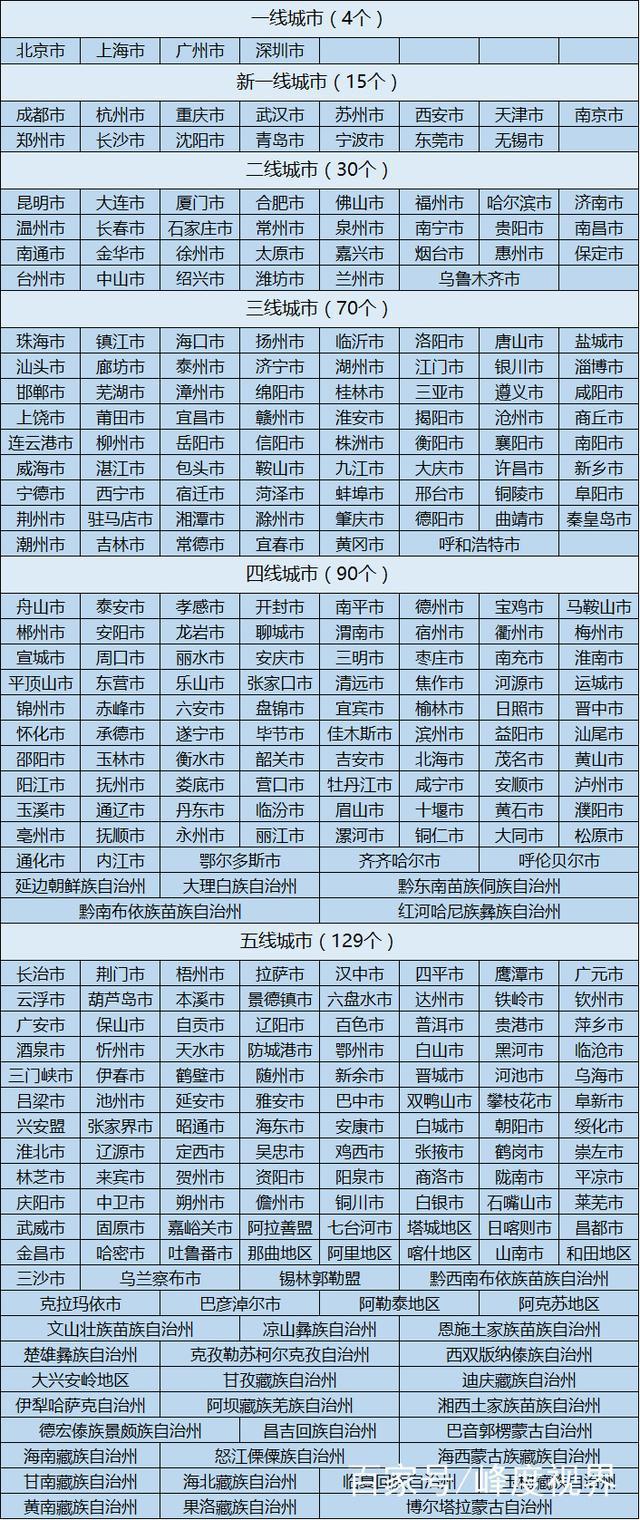 一线城市（4个）
北京市 上海市 广州市 深圳市
新一线城市（15个）
成都市 杭州市 重庆市 武汉市 苏州市 西安市 天津市 南京市
郑州市 长沙市 沈阳市 青岛市 宁波市 东莞市 无锡市
二线城市（30个）
昆明市 大连市 厦门市 合肥市 佛山市 福州市 哈尔滨市 济南市
温州市 长春市 石家庄市 常州市 泉州市 南宁市 贵阳市 南昌市
南通市 金华市 徐州市 太原市 嘉兴市 烟台市 惠州市 保定市
台州市 中山市 绍兴市 潍坊市 兰州市 乌鲁木齐市
三线城市（70个）
珠海市 镇江市 海口市 扬州市 临沂市 洛阳市 唐山市 盐城市
汕头市 廊坊市 泰州市 济宁市 湖州市 江门市 银川市 淄博市
邯郸市 芜湖市 漳州市 绵阳市 桂林市 三亚市 遵义市 咸阳市
上饶市 莆田市 宜昌市 赣州市 淮安市 揭阳市 沧州市 商丘市
连云港市 柳州市 岳阳市 信阳市 株洲市 衡阳市 襄阳市 南阳市
威海市 湛江市 包头市 鞍山市 九江市 大庆市 许昌市 新乡市
宁德市 西宁市 宿迁市 菏泽市 蚌埠市 邢台市 铜陵市 阜阳市
荆州市 驻马店市 湘潭市 滁州市 肇庆市 德阳市 曲靖市 秦皇岛市
潮州市 吉林市 常德市 宜春市 黄冈市 呼和浩特市
四线城市（90个）
舟山市 泰安市 孝感市 开封市 南平市 德州市 宝鸡市 马鞍山市
郴州市 安阳市 龙岩市 聊城市 渭南市 宿州市 衢州市 梅州市
宣城市 周口市 丽水市 安庆市 三明市 枣庄市 南充市 淮南市
平顶山市 东营市 乐山市 张家口市 清远市 焦作市 河源市 运城市
锦州市 赤峰市 六安市 盘锦市 宜宾市 榆林市 日照市 晋中市
怀化市 承德市 遂宁市 毕节市 佳木斯市 滨州市 益阳市 汕尾市
邵阳市 玉林市 衡水市 韶关市 吉安市 北海市 茂名市 黄山市
阳江市 抚州市 娄底市 营口市 牡丹江市 咸宁市 安顺市 泸州市
玉溪市 通辽市 丹东市 临汾市 眉山市 十堰市 黄石市 濮阳市
亳州市 抚顺市 永州市 丽江市 漯河市 铜仁市 大同市 松原市
通化市 内江市 鄂尔多斯市 齐齐哈尔市 呼伦贝尔市
延边朝鲜族自治州 大理白族自治州 黔东南苗族侗族自治州
黔南布依族苗族自治州 红河哈尼族彝族自治州
五线城市（129个）
长治市 荆门市 梧州市 拉萨市 汉中市 四平市 鹰潭市 广元市
云浮市 葫芦岛市 本溪市 景德镇市 六盘水市 达州市 铁岭市 钦州市
广安市 保山市 自贡市 辽阳市 百色市 普洱市 贵港市 萍乡市
酒泉市 忻州市 天水市 防城港市 鄂州市 白山市 黑河市 临沧市
三门峡市 伊春市 鹤壁市 随州市 新余市 晋城市 河池市 乌海市
吕梁市 池州市 延安市 雅安市 巴中市 双鸭山市 攀枝花市 阜新市
兴安盟 张家界市 昭通市 海东市 安康市 白城市 朝阳市 绥化市
淮北市 辽源市 定西市 吴忠市 鸡西市 张掖市 鹤岗市 崇左市
林芝市 来宾市 贺州市 资阳市 阳泉市 商洛市 陇南市 平凉市
庆阳市 中卫市 朔州市 儋州市 铜川市 白银市 石嘴山市 莱芜市
武威市 固原市 嘉峪关市 阿拉善盟 七台河市 塔城地区 日喀则市 昌都市
金昌市 哈密市 吐鲁番市 那曲地区 阿里地区 喀什地区 山南市 和田地区
三沙市 乌兰察布市 锡林郭勒盟 黔西南布依族苗族自治州
克拉玛依市 巴彦淖尔市 阿勒泰地区 阿克苏地区
文山壮族苗族自治州 凉山彝族自治州 恩施土家族苗族自治州
楚雄彝族自治州 克孜勒苏柯尔克孜自治州 西双版纳傣族自治州
大兴安岭地区 甘孜藏族自治州 迪庆藏族自治州
伊犁哈萨克自治州 阿坝藏族羌族自治州 湘西土家族苗族自治州
德宏傣族景颇族自治州 昌吉回族自治州 巴音郭楞蒙古自治州
海南藏族自治州 怒江傈僳族自治州 海西蒙古族藏族自治州
甘南藏族自治州 海北藏族自治州
百家号/峰度视界
黄南藏族自治州 果洛藏族自治州 博尔塔拉蒙古自治州